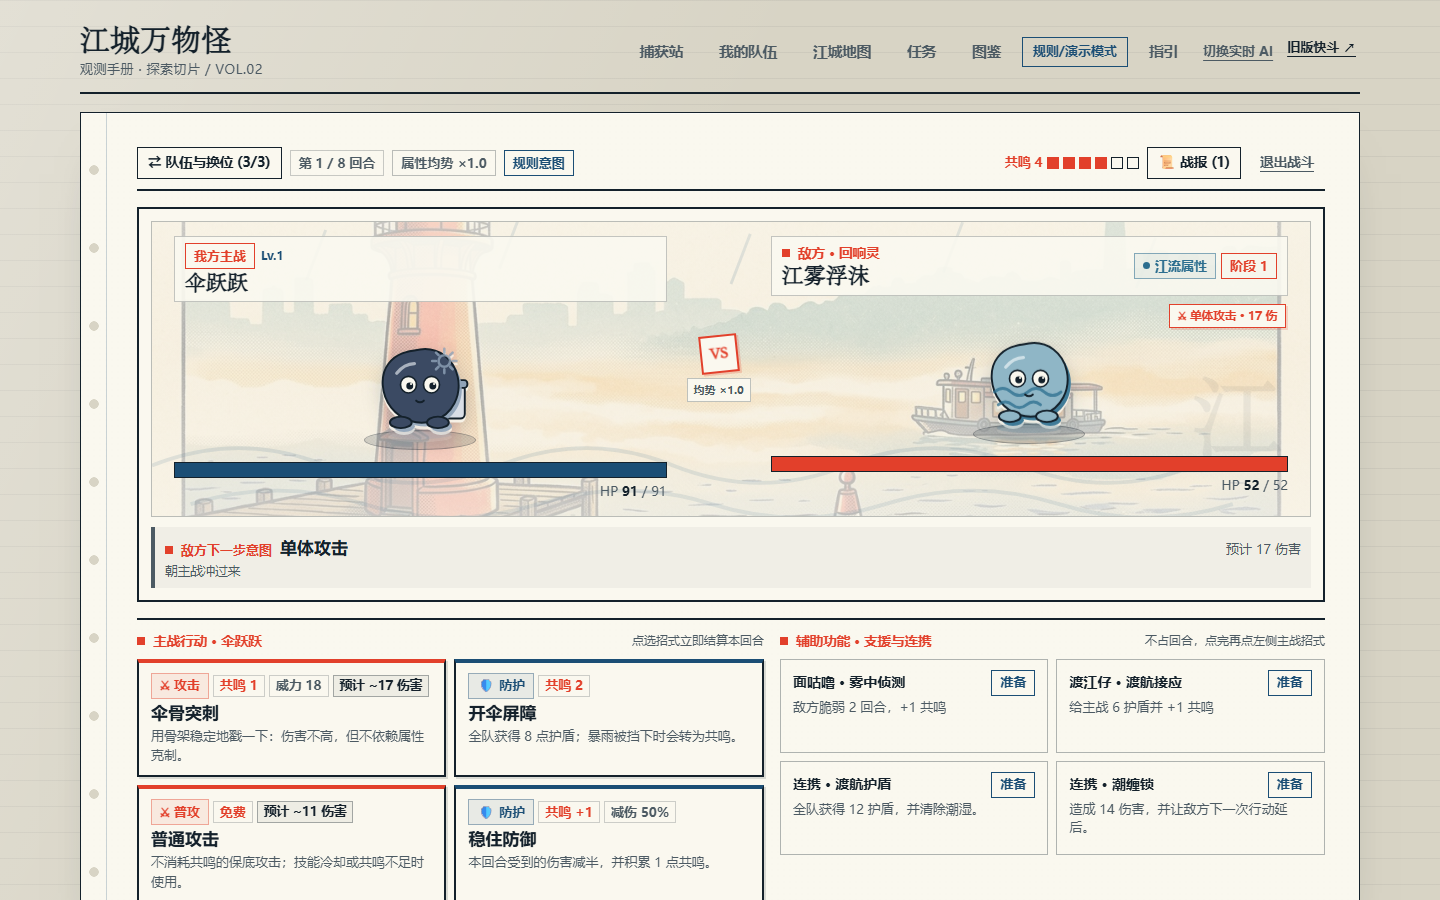 江城万物怪
观测手册 · 探索切片 / VOL.02
捕获站 我的队伍 江城地图 任务 图鉴 规则/演示模式 指引 切换实时 AI 旧版快斗 ↗
⇄ 队伍与换位 (3/3) 第 1 / 8 回合 属性均势 ×1.0 规则意图
共鸣 4 📜 战报 (1) 退出战斗
我方主战 Lv.1
伞跃跃
敌方 • 回响灵
江雾浮沫
江流属性 阶段 1
⚔ 单体攻击 • 17 伤
VS
均势 ×1.0
江
HP 91 / 91
HP 52 / 52
敌方下一步意图 单体攻击
预计 17 伤害
朝主战冲过来
主战行动 • 伞跃跃
点选招式立即结算本回合
⚔ 攻击 共鸣 1 威力 18 预计 ~17 伤害
伞骨突刺
用骨架稳定地戳一下：伤害不高，但不依赖属性
克制。
防护 共鸣 2
开伞屏障
全队获得 8 点护盾；暴雨被挡下时会转为共鸣。
⚔ 普攻 免费 预计 ~11 伤害
普通攻击
不消耗共鸣的保底攻击；技能冷却或共鸣不足时
使用。
防护 共鸣 +1 减伤 50%
稳住防御
本回合受到的伤害减半，并积累 1 点共鸣。
辅助功能 • 支援与连携
不占回合，点完再点左侧主战招式
面咕噜 • 雾中侦测 准备
敌方脆弱 2 回合，+1 共鸣
渡江仔 • 渡航接应 准备
给主战 6 护盾并 +1 共鸣
连携 • 渡航护盾 准备
全队获得 12 护盾，并清除潮湿。
连携 • 潮缠锁 准备
造成 14 伤害，并让敌方下一次行动延
后。